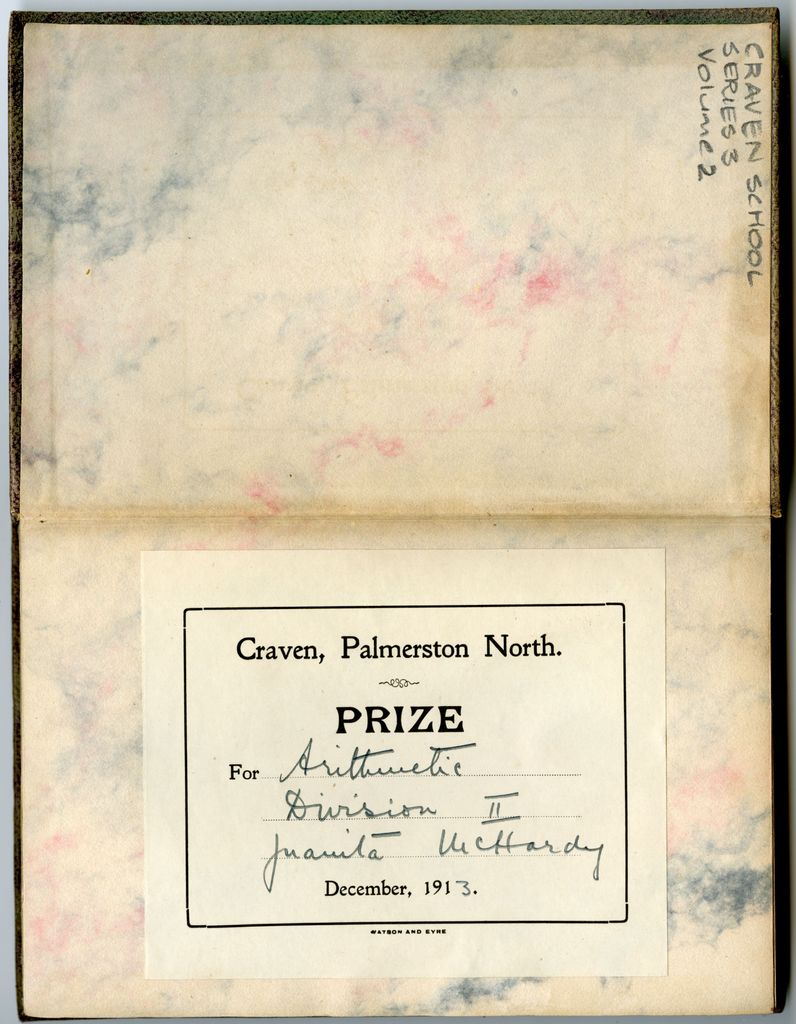 CRAVEN SCHOOL
SERIES 3
Volume 2
Craven, Palmerston North.
PRIZE
For Arithmetic
Division II
Juanita McHardy
December, 1913.
WATSON AND EYRE